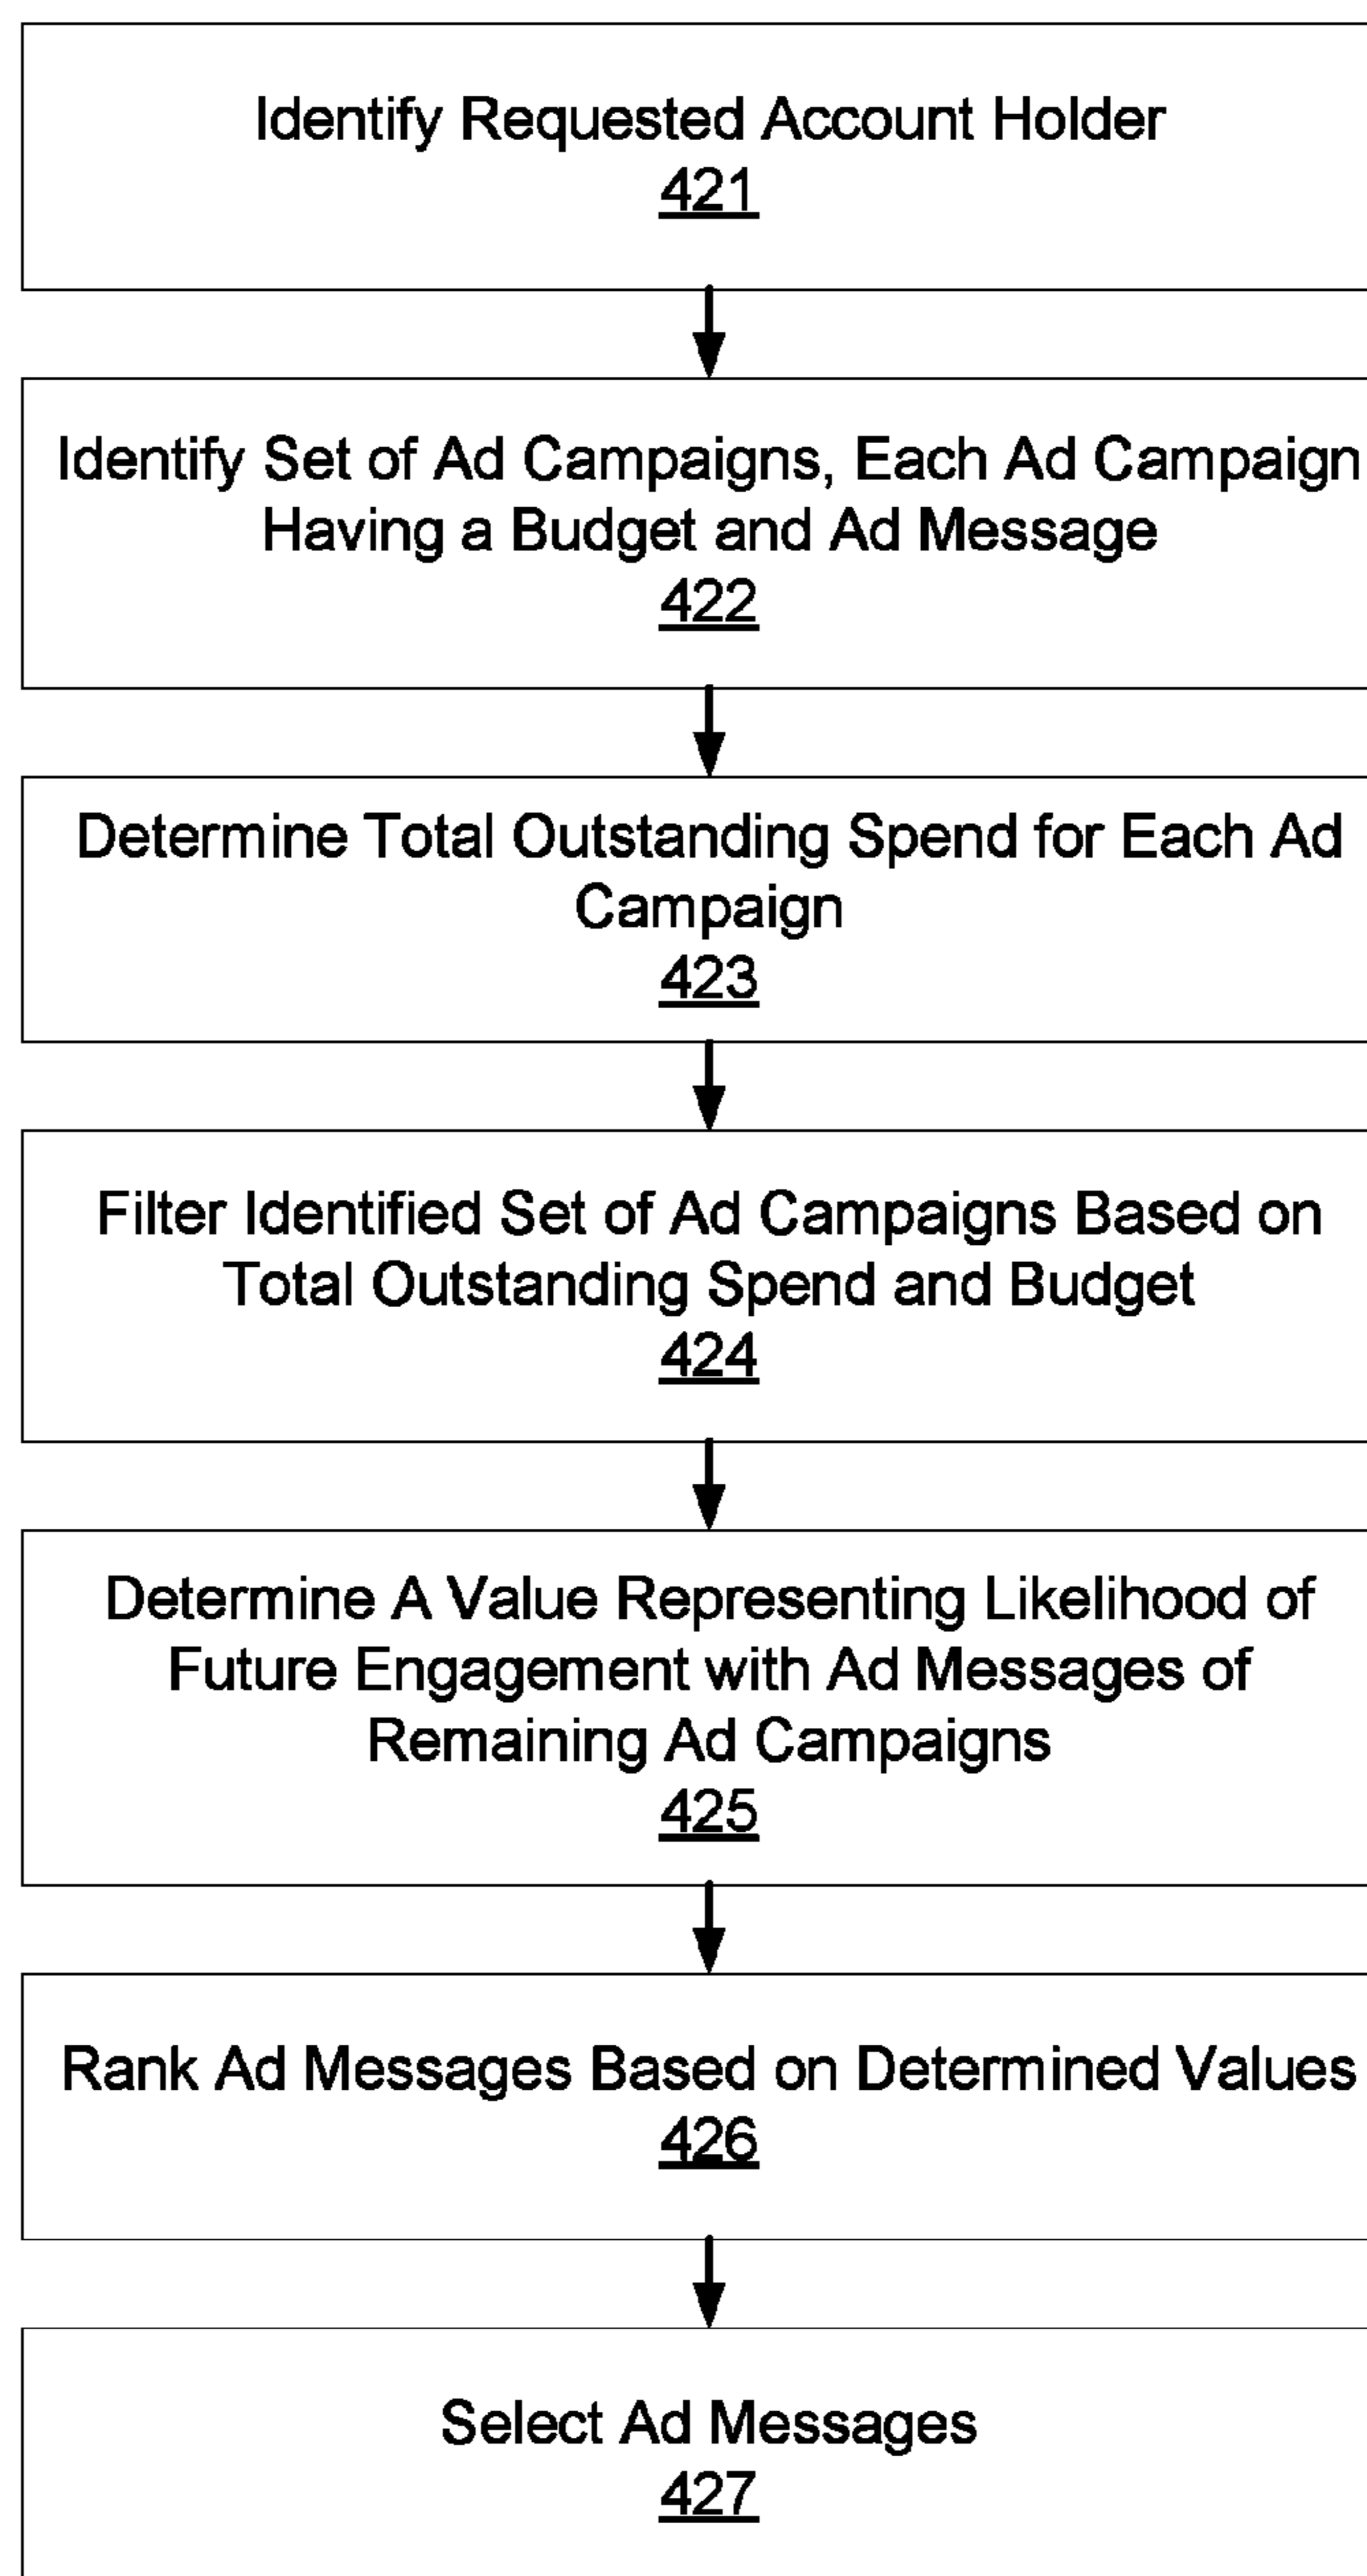 Identify Requested Account Holder
421
Identify Set of Ad Campaigns, Each Ad Campaign
Having a Budget and Ad Message
422
Determine Total Outstanding Spend for Each Ad
Campaign
423
Filter Identified Set of Ad Campaigns Based on
Total Outstanding Spend and Budget
424
Determine A Value Representing Likelihood of
Future Engagement with Ad Messages of
Remaining Ad Campaigns
425
Rank Ad Messages Based on Determined Values
426
Select Ad Messages
427